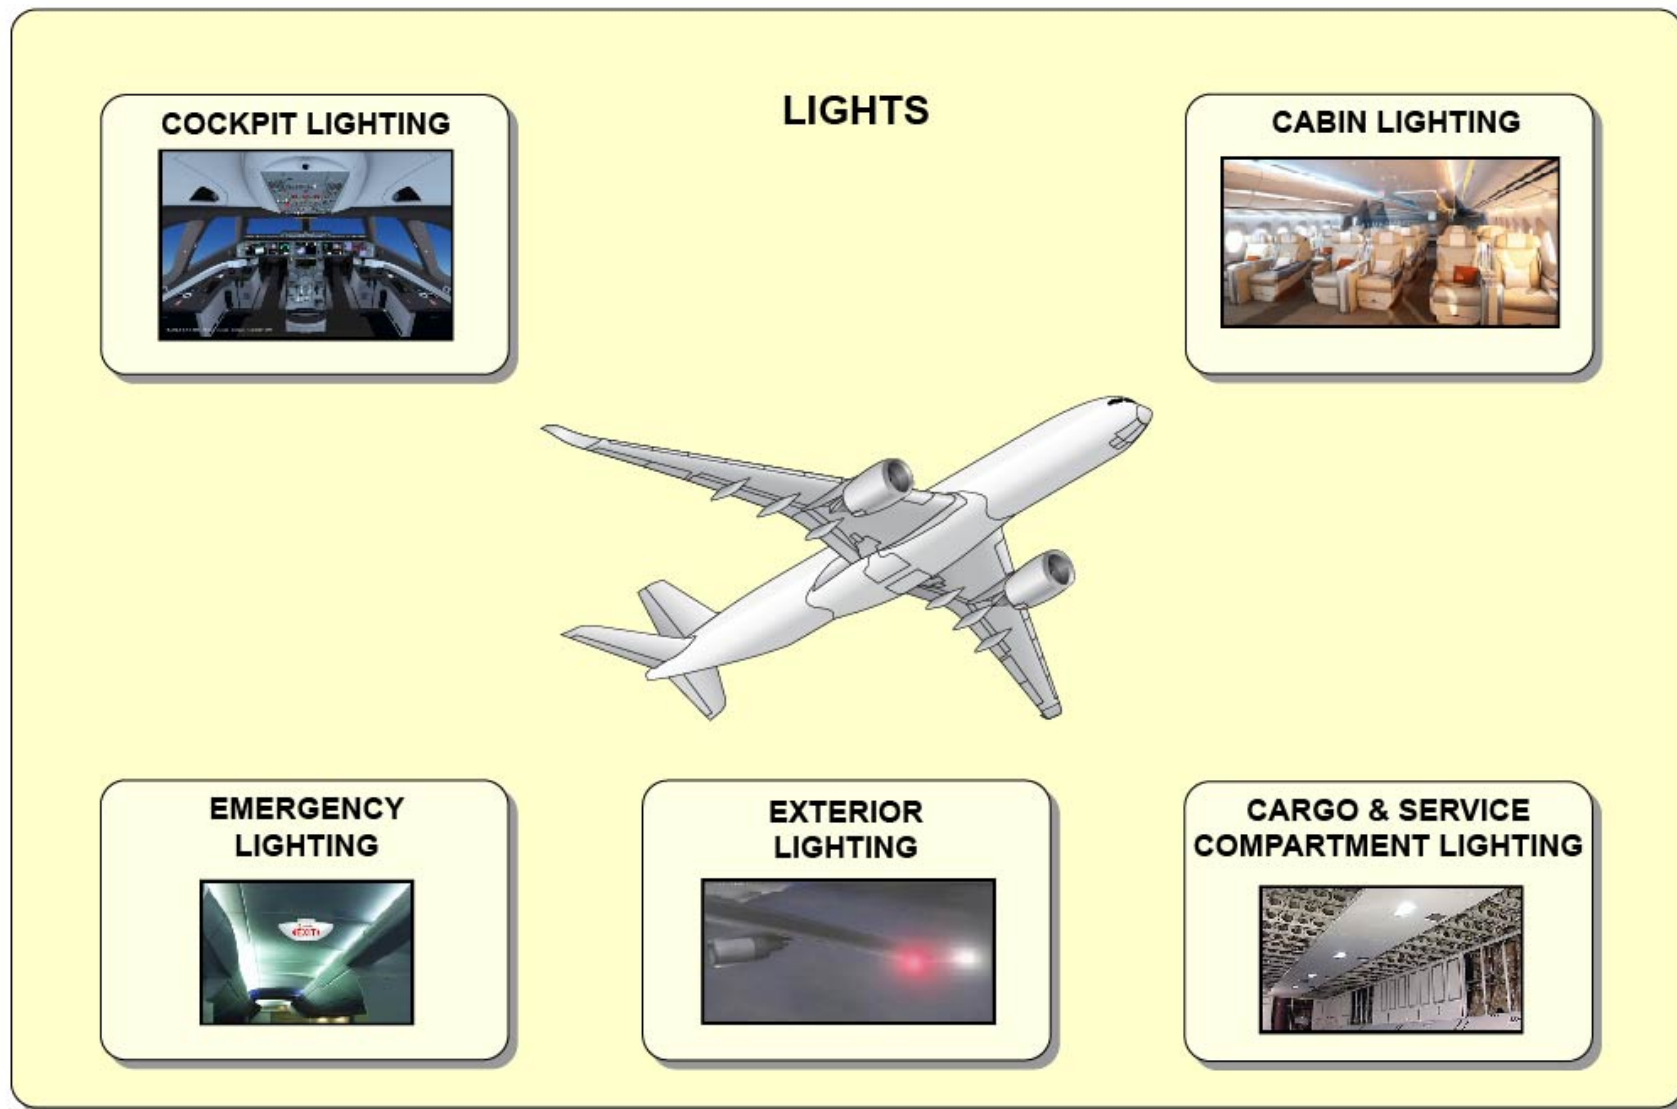 LIGHTS
COCKPIT LIGHTING
CABIN LIGHTING
EMERGENCY
LIGHTING
EXIT
EXTERIOR
LIGHTING
CARGO & SERVICE
COMPARTMENT LIGHTING